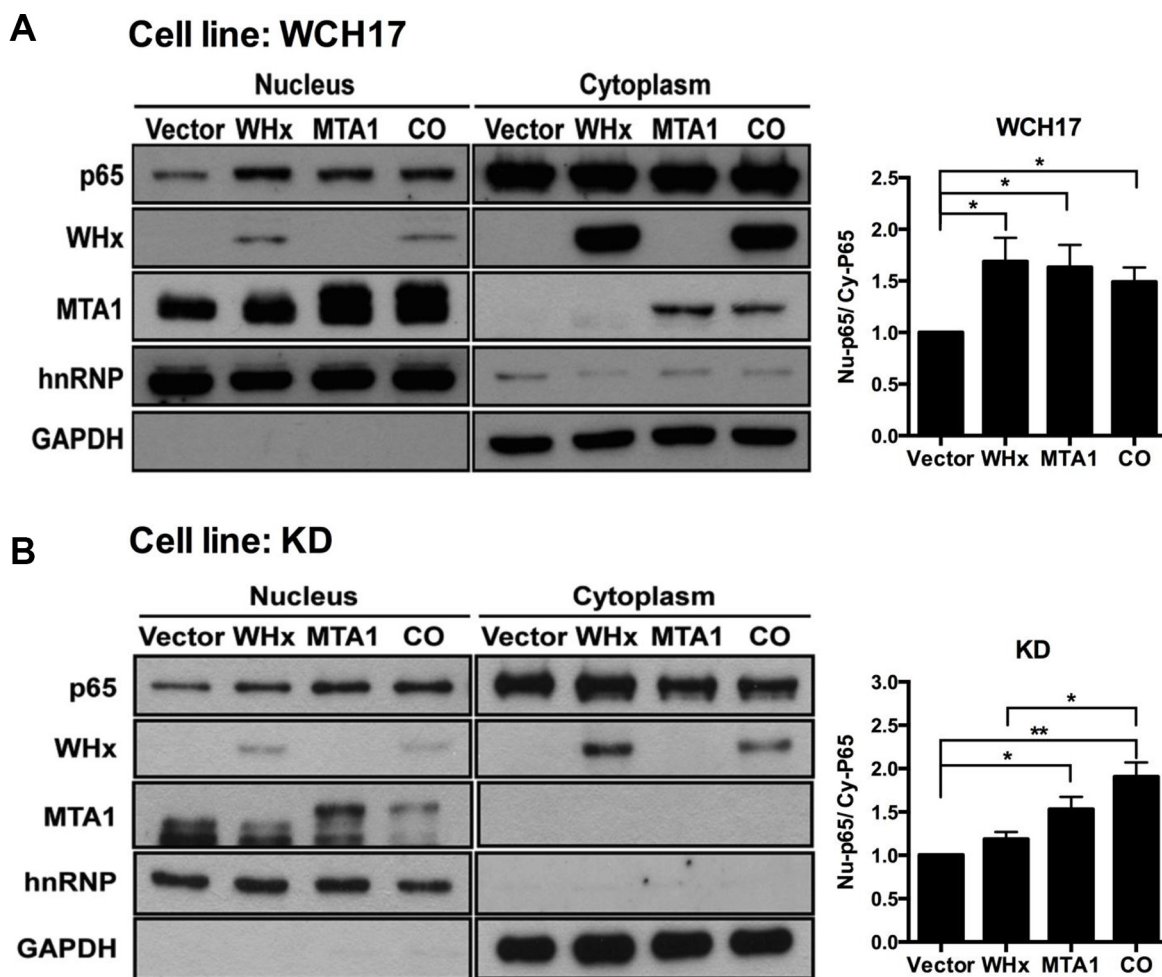 A
Cell line: WCH17
Nucleus
Cytoplasm
Vector WHx MTA1 CO
Vector WHx MTA1 CO
p65
WHx
MTA1
hnRNP
GAPDH
WCH17
*
*
*
2.5
2.0
1.5
1.0
0.5
0.0
Nu-p65/ Cy-P65
Vector WHx MTA1 CO
B
Cell line: KD
Nucleus
Cytoplasm
Vector WHx MTA1 CO
Vector WHx MTA1 CO
p65
WHx
MTA1
hnRNP
GAPDH
KD
*
**
*
3.0
2.5
2.0
1.5
1.0
0.5
0.0
Nu-p65/ Cy-P65
Vector WHx MTA1 CO